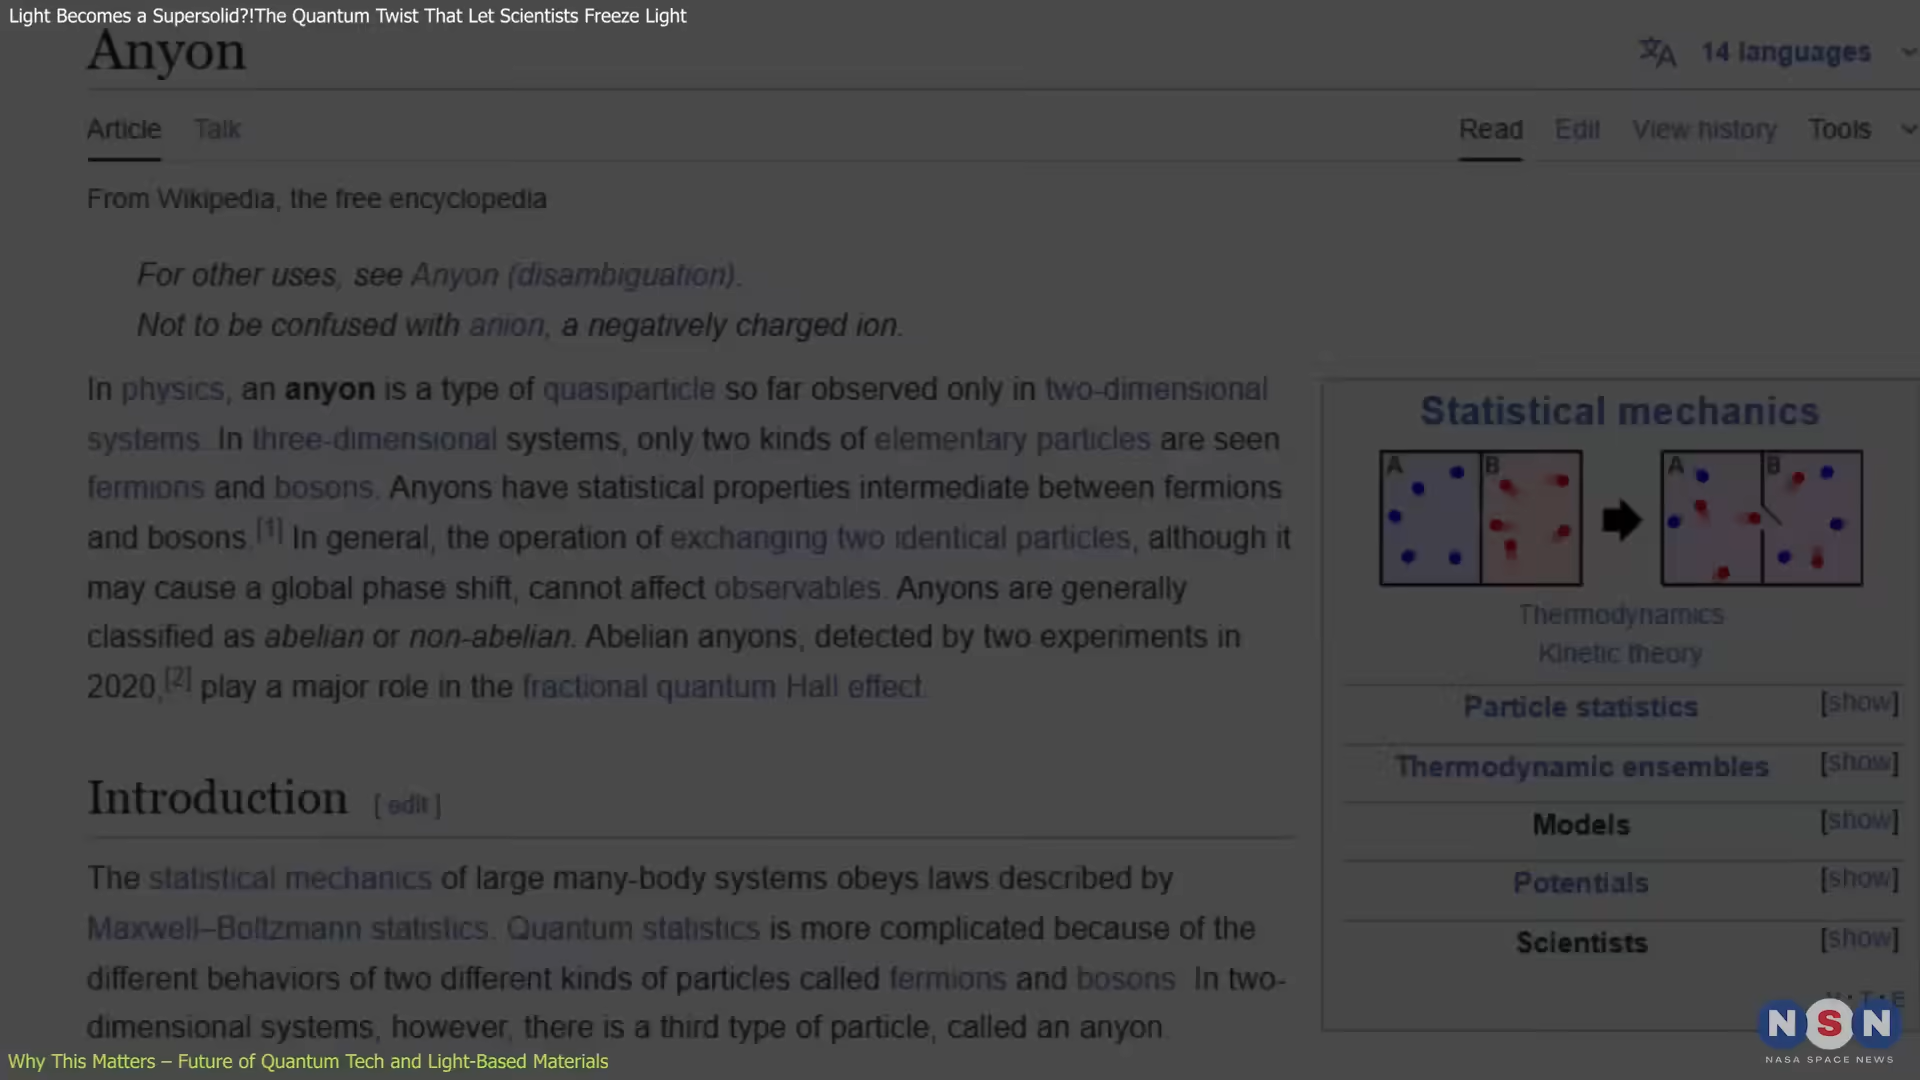 Light Becomes a Supersolid?!The Quantum Twist That Let Scientists Freeze Light
Anyon
14 languages
Article Talk
Read Edit View history Tools
From Wikipedia, the free encyclopedia
For other uses, see Anyon (disambiguation).
Not to be confused with anion, a negatively charged ion.
In physics, an anyon is a type of quasiparticle so far observed only in two-dimensional
systems. In three-dimensional systems, only two kinds of elementary particles are seen
fermions and bosons. Anyons have statistical properties intermediate between fermions
and bosons.[1] In general, the operation of exchanging two identical particles, although it
may cause a global phase shift, cannot affect observables. Anyons are generally
classified as abelian or non-abelian. Abelian anyons, detected by two experiments in
2020,[2] play a major role in the fractional quantum Hall effect.
Statistical mechanics
A B A B
Thermodynamics
Kinetic theory
Particle statistics [show]
Thermodynamic ensembles [show]
Models [show]
Potentials [show]
Scientists [show]
V • T • E
Introduction [ edit ]
The statistical mechanics of large many-body systems obeys laws described by
Maxwell–Boltzmann statistics. Quantum statistics is more complicated because of the
different behaviors of two different kinds of particles called fermions and bosons. In two-
dimensional systems, however, there is a third type of particle, called an anyon.
NSN
NASA SPACE NEWS
Why This Matters – Future of Quantum Tech and Light-Based Materials